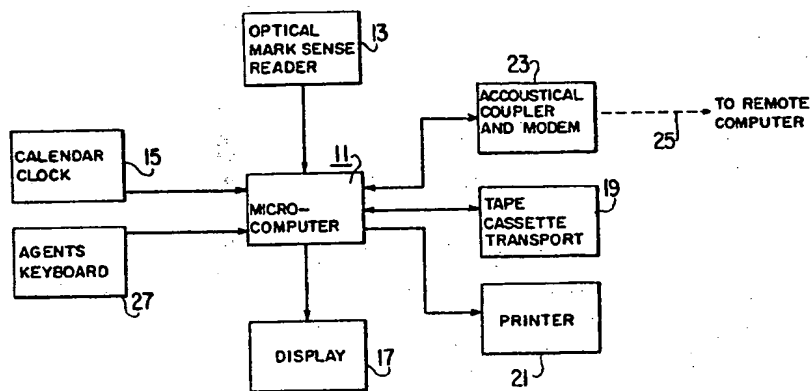 OPTICAL
MARK SENSE
READER
13
23
ACCOUSTICAL
COUPLER
AND MODEM
25
TO REMOTE
COMPUTER
CALENDAR
CLOCK
15
11
MICRO-
COMPUTER
TAPE
CASSETTE
TRANSPORT
19
AGENTS
KEYBOARD
27
DISPLAY
17
PRINTER
21